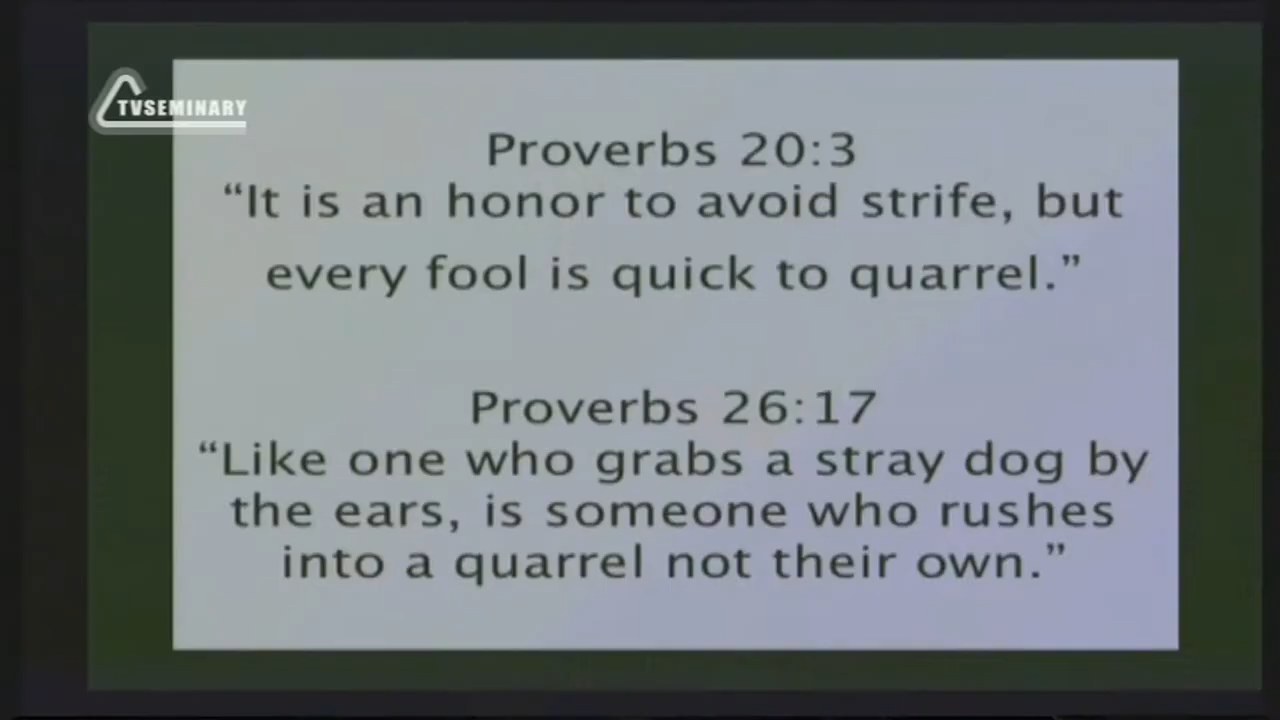 TVSEMINARY
Proverbs 20:3
“It is an honor to avoid strife, but
every fool is quick to quarrel.”
Proverbs 26:17
“Like one who grabs a stray dog by
the ears, is someone who rushes
into a quarrel not their own.”